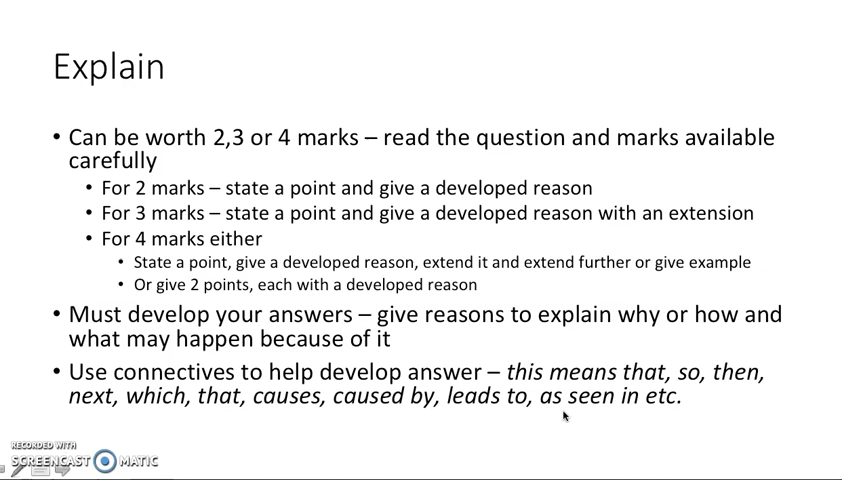 Explain
• Can be worth 2,3 or 4 marks – read the question and marks available
carefully
• For 2 marks – state a point and give a developed reason
• For 3 marks – state a point and give a developed reason with an extension
• For 4 marks either
• State a point, give a developed reason, extend it and extend further or give example
• Or give 2 points, each with a developed reason
• Must develop your answers – give reasons to explain why or how and
what may happen because of it
• Use connectives to help develop answer – this means that, so, then,
next, which, that, causes, caused by, leads to, as seen in etc.
RECORDED WITH
SCREENCAST MATIC